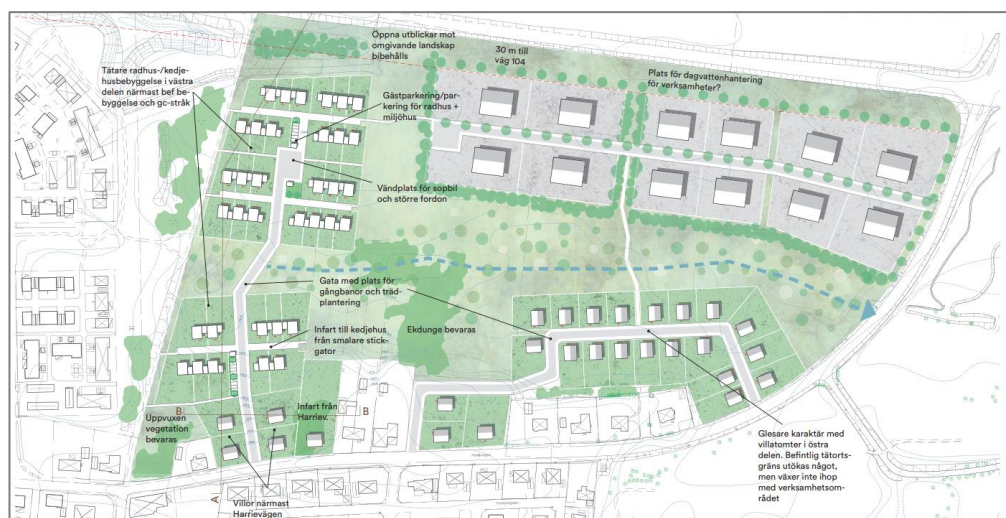 Öppna utblickar mot
omgivande landskap
bibehålls
30 m till
väg 104
Plats för dagvattenhantering
för verksamheter?
Tätare radhus-/kedje-
husbebyggelse i västra
delen närmast bef be-
byggelse och gc-stråk
Gästparkering/par-
kering för radhus +
miljöhus
Vändplats för sopbil
och större fordon
Gata med plats för
gångbanor och träd-
plantering
Ekdunge bevaras
Infart till kedjehus
från smalare stick-
gator
Uppvuxen
vegetation
bevaras
B
Infart från
Harriev.
B
A
Villor närmast
Harrievägen
Glesare karaktär med
villatomter i östra
delen. Befintlig tätorts-
gräns utökas något,
men växer inte ihop
med verksamhetsom-
rådet